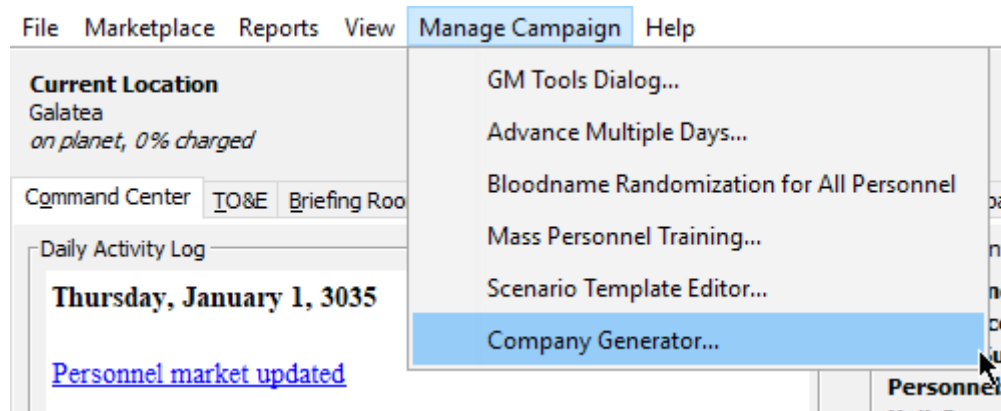 File Marketplace Reports View Manage Campaign Help
Current Location
Galatea
on planet, 0% charged
GM Tools Dialog...
Advance Multiple Days...
Bloodname Randomization for All Personnel
Mass Personnel Training...
Scenario Template Editor...
Company Generator...
Command Center TO&E Briefing Roo
Daily Activity Log
Thursday, January 1, 3035
Personnel market updated
Personnel